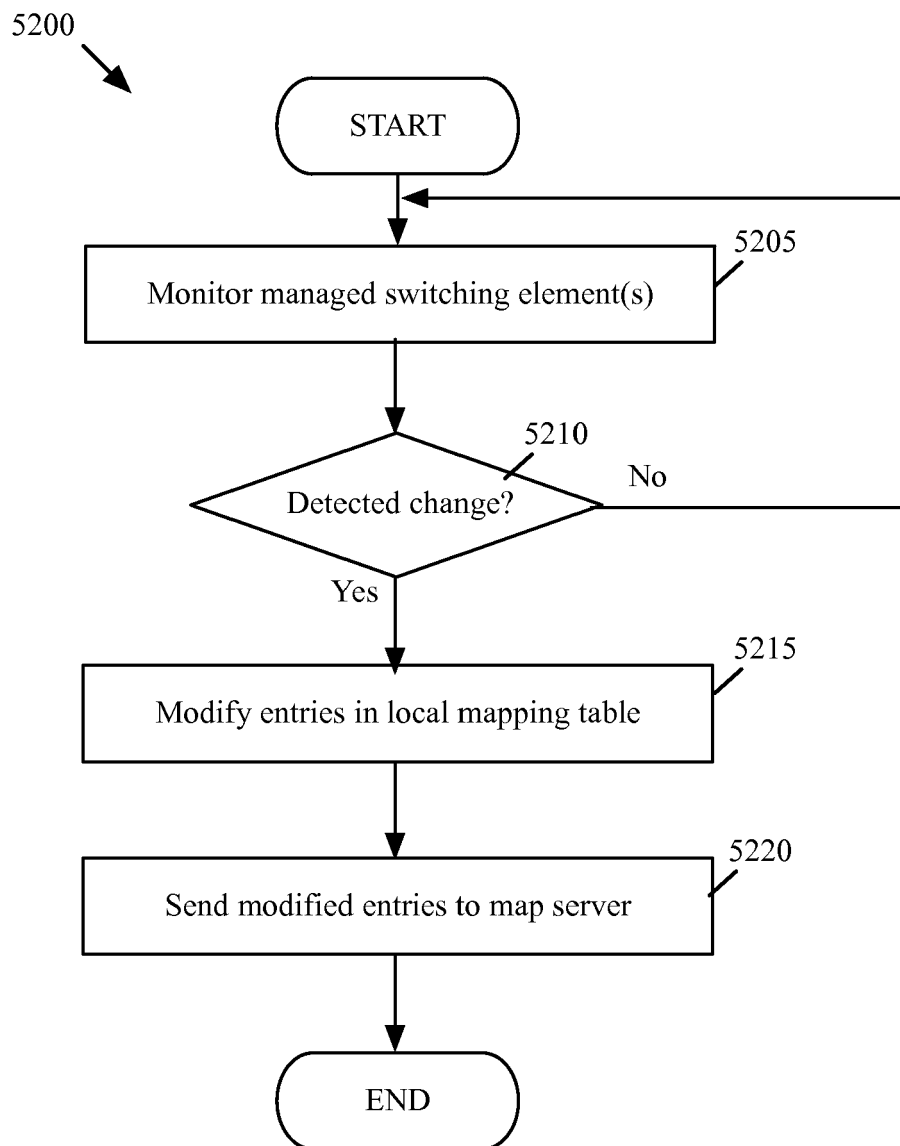 5200
START
5205
Monitor managed switching element(s)
5210
Detected change?
No
Yes
5215
Modify entries in local mapping table
5220
Send modified entries to map server
END